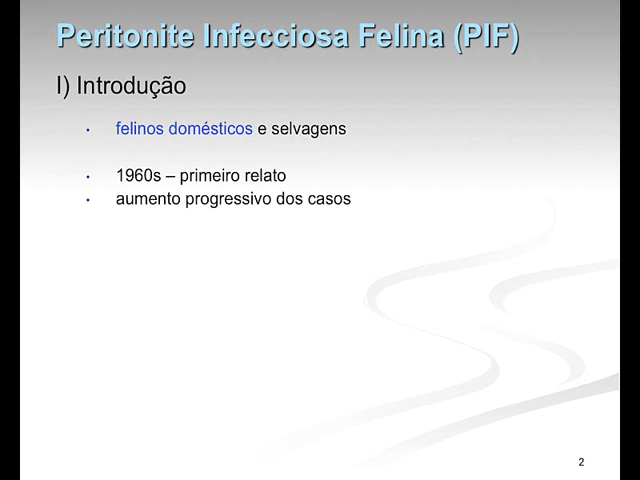 Peritonite Infecciosa Felina (PIF)
I) Introdução
• felinos domésticos e selvagens
• 1960s – primeiro relato
• aumento progressivo dos casos
2